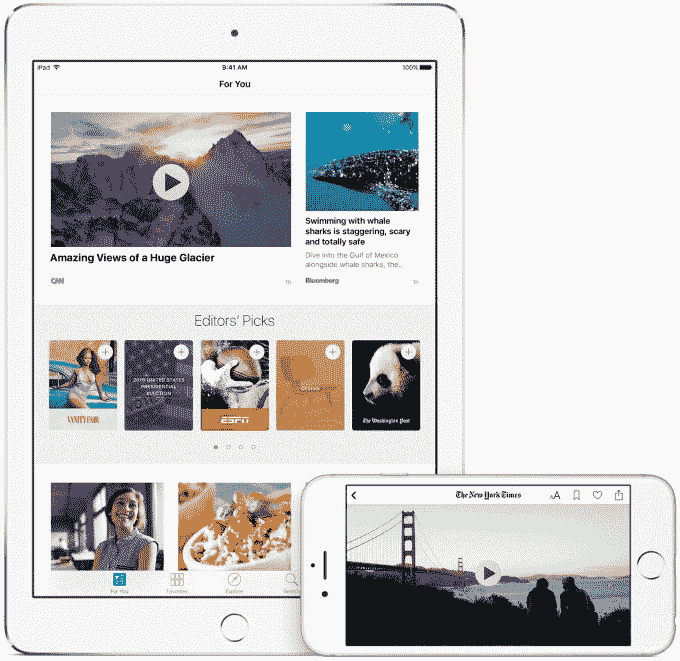 iPad 9:41 AM 100%
For You
Amazing Views of a Huge Glacier
CNN 1h
Swimming with whale
sharks is staggering, scary
and totally safe
Dive into the Gulf of Mexico
alongside whale sharks, the..
Bloomberg 1h
Editors' Picks
VANITY FAIR
UNITED STATES
PRESIDENTIAL
ELECTION
ESPN
The Washington Post
For You Favorites Explore Search
The New York Times
AA